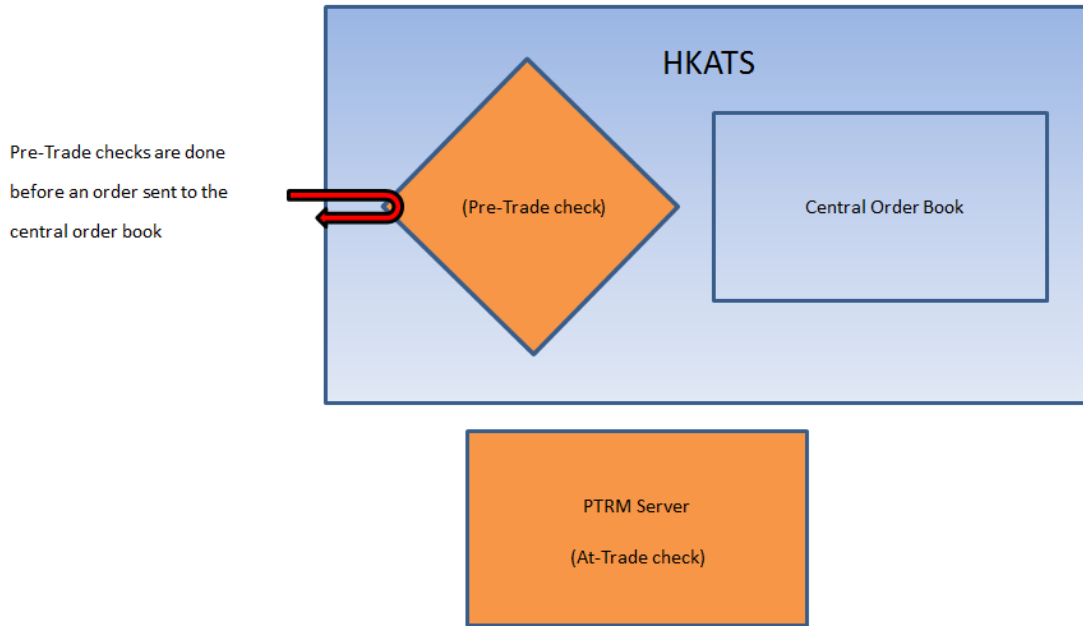 HKATS
Pre-Trade checks are done
before an order sent to the
central order book
(Pre-Trade check)
Central Order Book
PTRM Server
(At-Trade check)